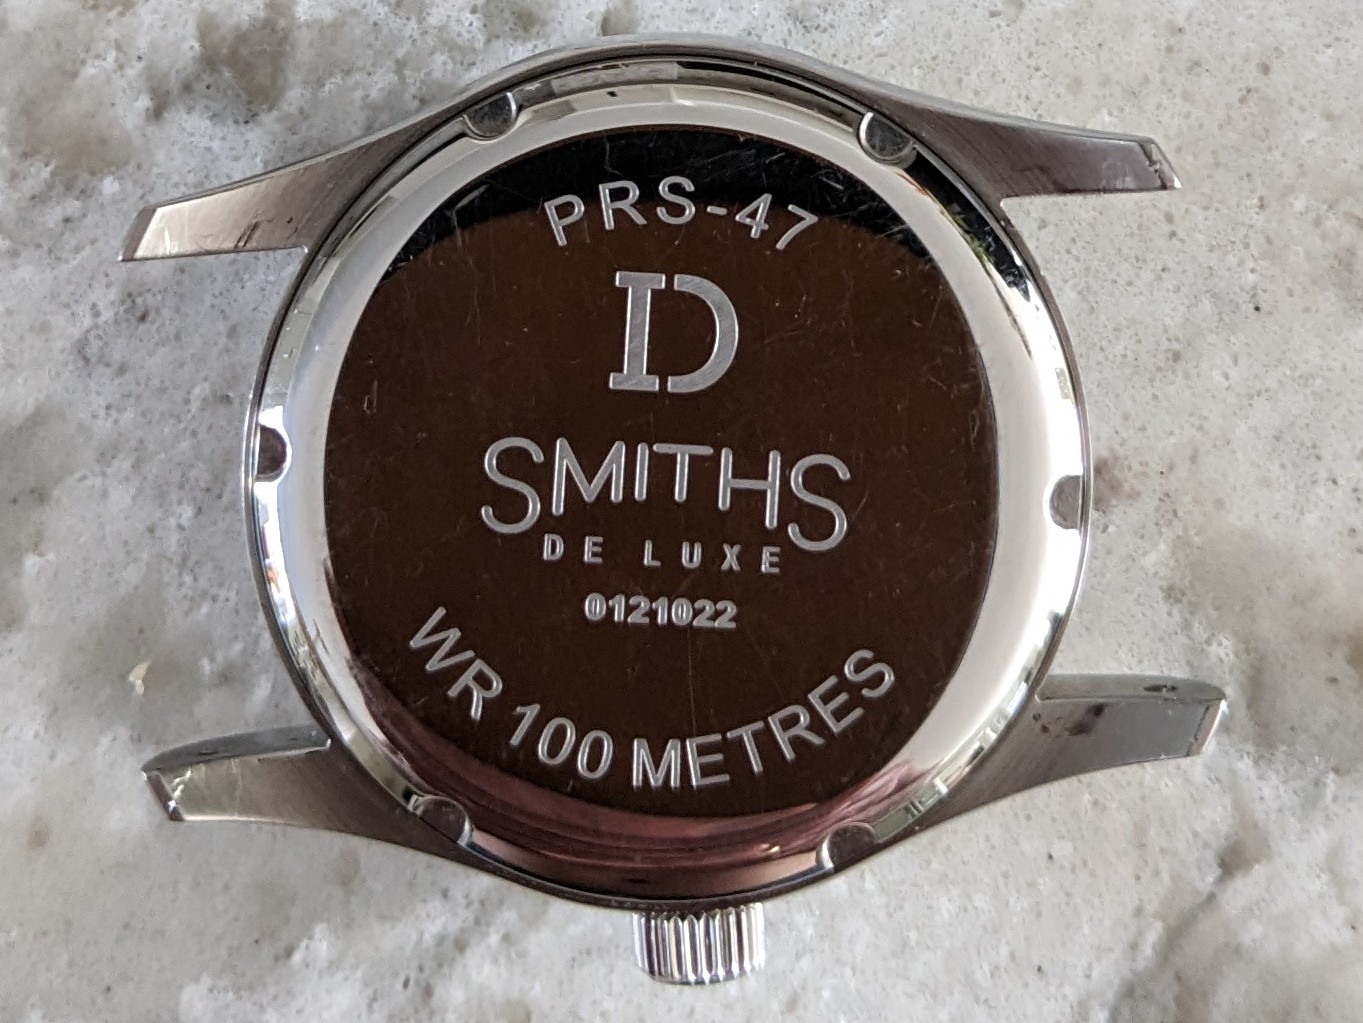 PRS-47
D
SMITHS
DE LUXE
0121022
WR 100 METRES